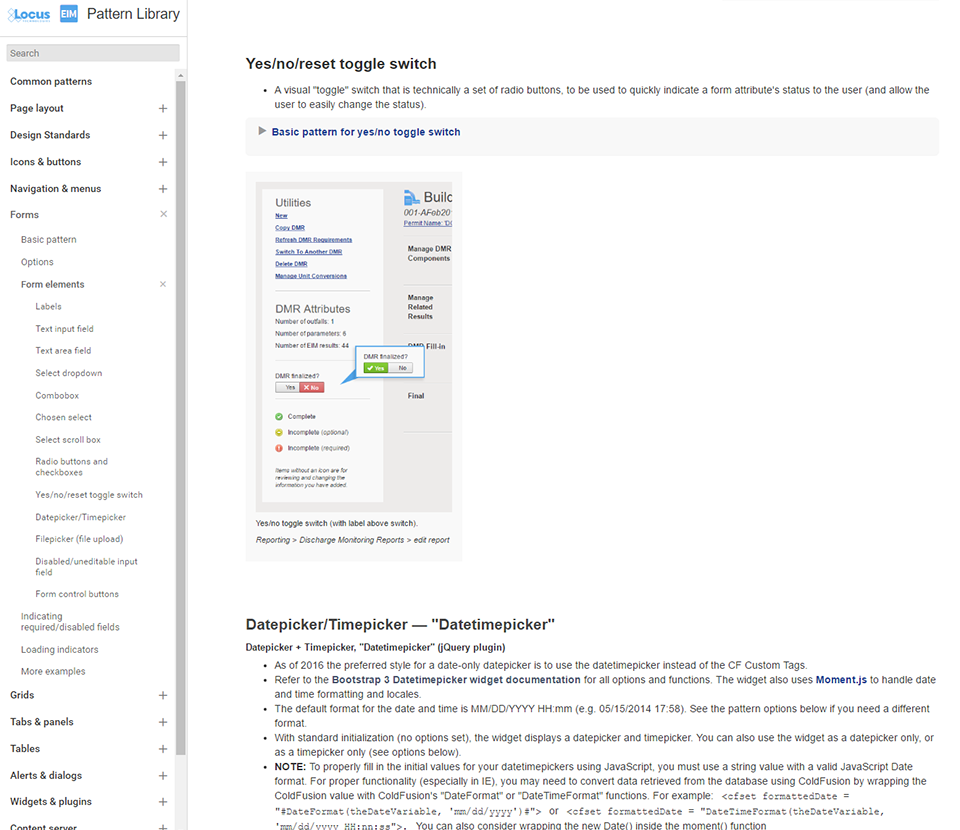 Locus EIM Pattern Library
Search
Common patterns
Page layout
Design Standards
Icons & buttons
Navigation & menus
Forms
Basic pattern
Options
Form elements
Labels
Text input field
Text area field
Select dropdown
Combobox
Chosen select
Select scroll box
Radio buttons and
checkboxes
Yes/no/reset toggle switch
Datepicker/Timepicker
Filepicker (file upload)
Disabled/uneditable input
field
Form control buttons
Indicating
required/disabled fields
Loading indicators
More examples
Grids
Tabs & panels
Tables
Alerts & dialogs
Widgets & plugins
Content server
Yes/no/reset toggle switch
A visual "toggle" switch that is technically a set of radio buttons, to be used to quickly indicate a form attribute's status to the user (and allow the
user to easily change the status).
Basic pattern for yes/no toggle switch
Utilities
New
Copy DMR
Refresh DMR Requirements
Switch To Another DMR
Delete DMR
Manage Unit Conversions
DMR Attributes
Number of outfalls: 1
Number of parameters: 6
Number of EIM results: 44
DMR finalized?
Yes No
DMR finalized?
Yes No
Complete
Incomplete (optional)
Incomplete (required)
Items without an icon are for
reviewing and changing the
information you have added.
Build
001-AFeb20
Permit Name:
Manage DMR
Components
Manage
Related
Results
DMR Fill-in
Final
Yes/no toggle switch (with label above switch).
Reporting > Discharge Monitoring Reports > edit report
Datepicker/Timepicker — "Datetimepicker"
Datepicker + Timepicker, "Datetimepicker" (jQuery plugin)
As of 2016 the preferred style for a date-only datepicker is to use the datetimepicker instead of the CF Custom Tags.
Refer to the Bootstrap 3 Datetimepicker widget documentation for all options and functions. The widget also uses Moment.js to handle date
and time formatting and locales.
The default format for the date and time is MM/DD/YYYY HH:mm (e.g. 05/15/2014 17:58). See the pattern options below if you need a different
format.
With standard initialization (no options set), the widget displays a datepicker and timepicker. You can also use the widget as a datepicker only, or
as a timepicker only (see options below).
NOTE: To properly fill in the initial values for your datetimepickers using JavaScript, you must use a string value with a valid JavaScript Date
format. For proper functionality (especially in IE), you may need to convert data retrieved from the database using ColdFusion by wrapping the
ColdFusion value with ColdFusion's "DateFormat" or "DateTimeFormat" functions. For example: <cfset formattedDate =
"#DateFormat(theDateVariable, 'mm/dd/yyyy')#"> or <cfset formattedDate = "DateTimeFormat(theDateVariable,
'mm/dd/yyyy HH:nn:ss">. You can also consider wrapping the new Date() inside the moment() function